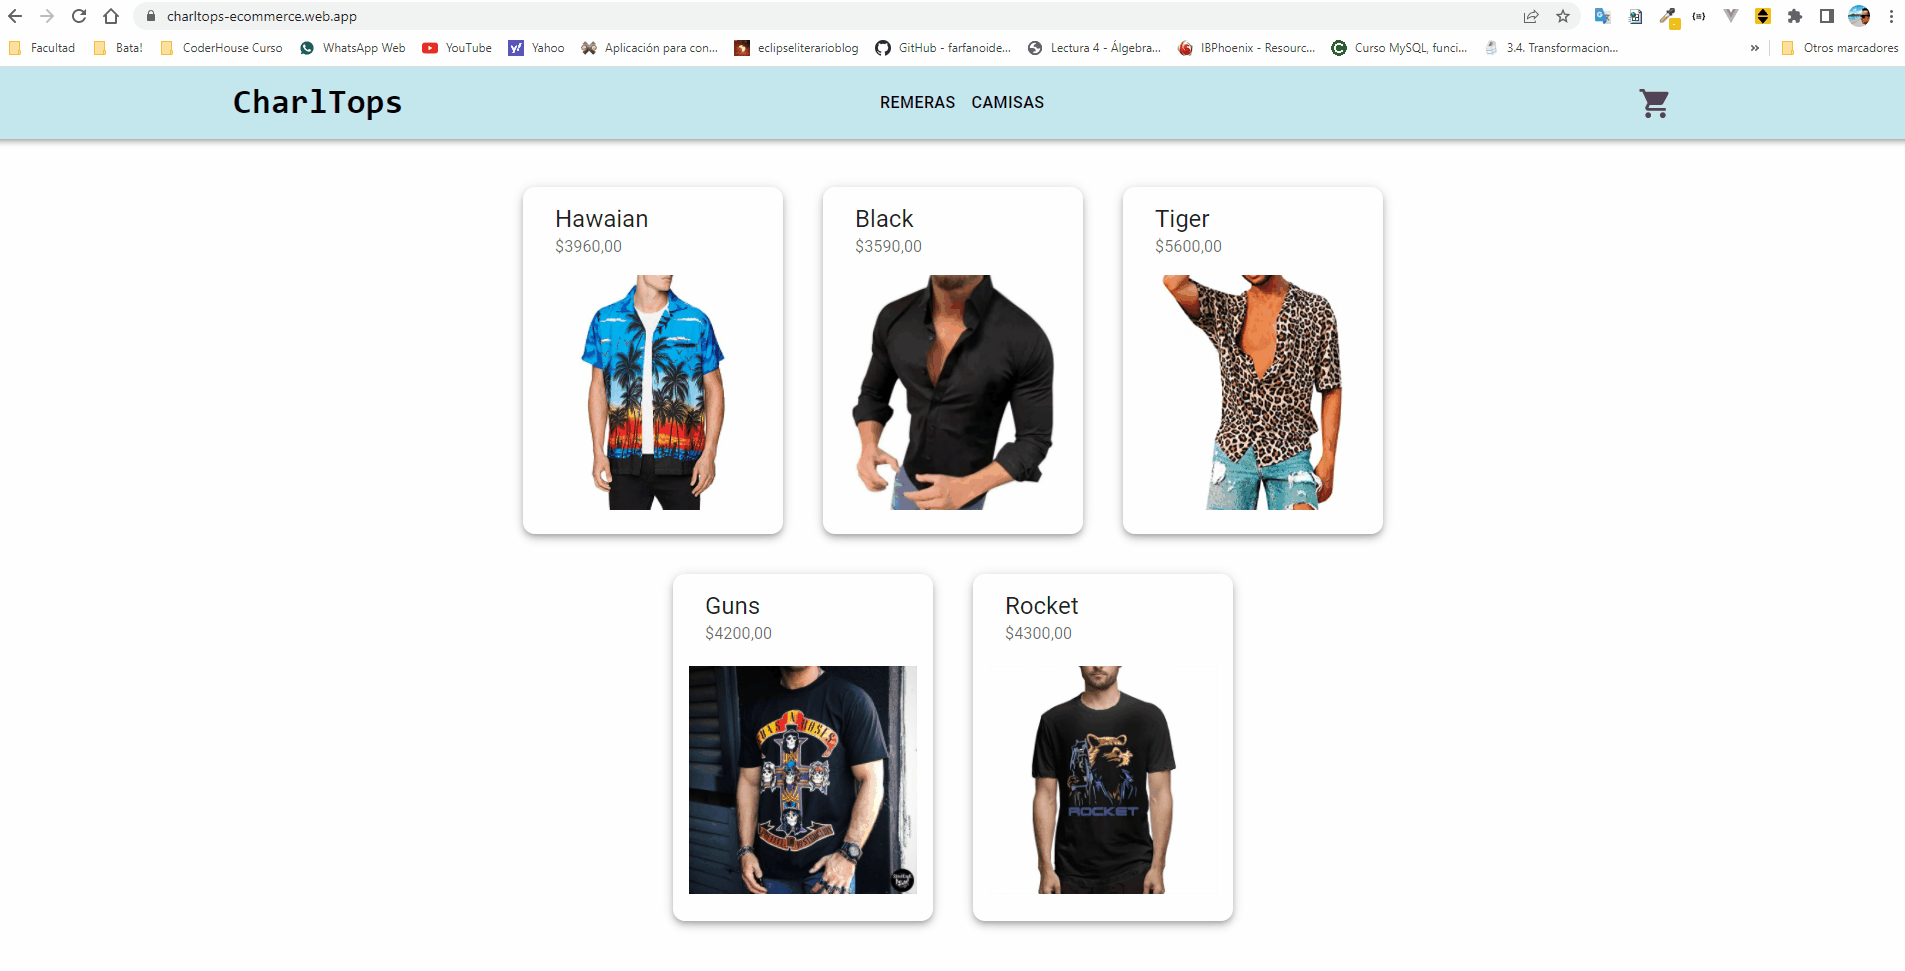 charltops-ecommerce.web.app
Facultad Bata! CoderHouse Curso WhatsApp Web YouTube Yahoo Aplicación para con... eclipseliterarioblog GitHub - farfanoide... Lectura 4 - Álgebra... IBPhoenix - Resourc... Curso MySQL, funci... 3.4. Transformacion... » Otros marcadores
CharlTops REMERAS CAMISAS
Hawaian Black Tiger
$3960,00 $3590,00 $5600,00
Guns Rocket
$4200,00 $4300,00
ROCKET